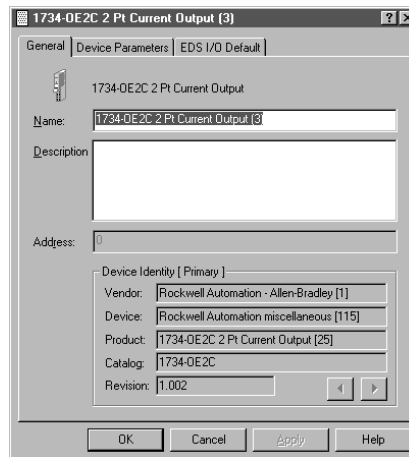 1734-OE2C 2 Pt Current Output (3)
General
Device Parameters
EDS I/O Default
1734-OE2C 2 Pt Current Output
Name:
1734-OE2C 2 Pt Current Output (3)
Description
Address:
0
Device Identity [ Primary ]
Vendor:
Rockwell Automation - Allen-Bradley [1]
Device:
Rockwell Automation miscellaneous [115]
Product:
1734-OE2C 2 Pt Current Output [25]
Catalog:
1734-OE2C
Revision:
1.002
OK
Cancel
Apply
Help